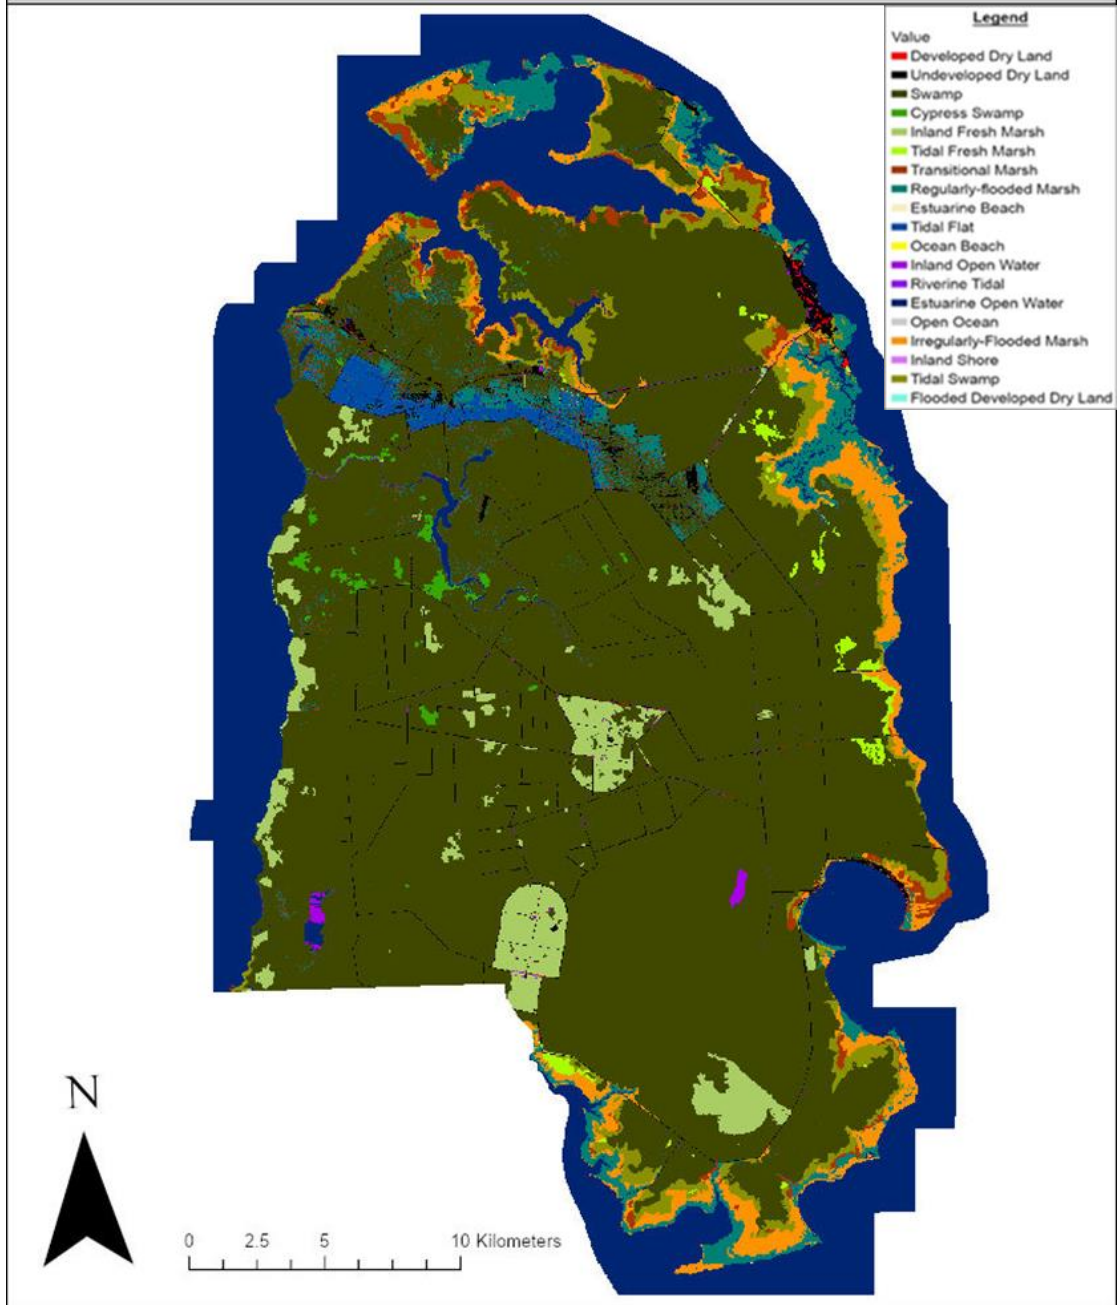 Legend
Value
Developed Dry Land
Undeveloped Dry Land
Swamp
Cypress Swamp
Inland Fresh Marsh
Tidal Fresh Marsh
Transitional Marsh
Regularly-flooded Marsh
Estuarine Beach
Tidal Flat
Ocean Beach
Inland Open Water
Riverine Tidal
Estuarine Open Water
Open Ocean
Irregularly-Flooded Marsh
Inland Shore
Tidal Swamp
Flooded Developed Dry Land
N
0 2.5 5 10 Kilometers